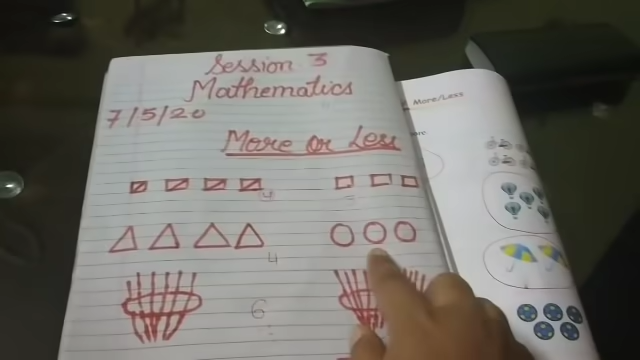 Session 3
Mathematics
7/5/20
More or Less
More/Less
4
4
6